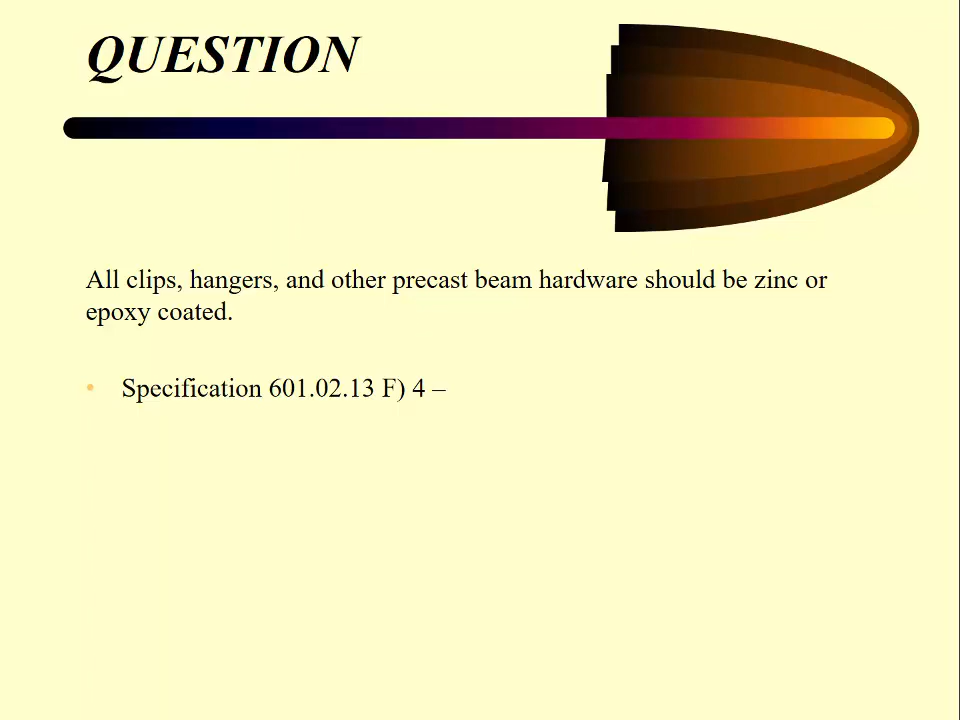 QUESTION
All clips, hangers, and other precast beam hardware should be zinc or
epoxy coated.
• Specification 601.02.13 F) 4 –